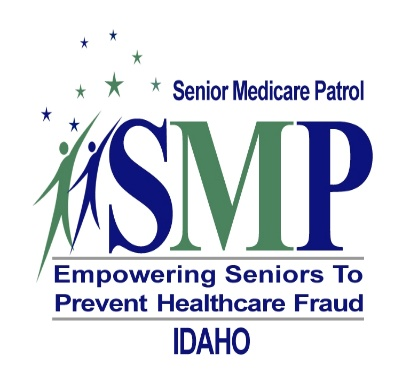 Senior Medicare Patrol
SMP
Empowering Seniors To
Prevent Healthcare Fraud
IDAHO